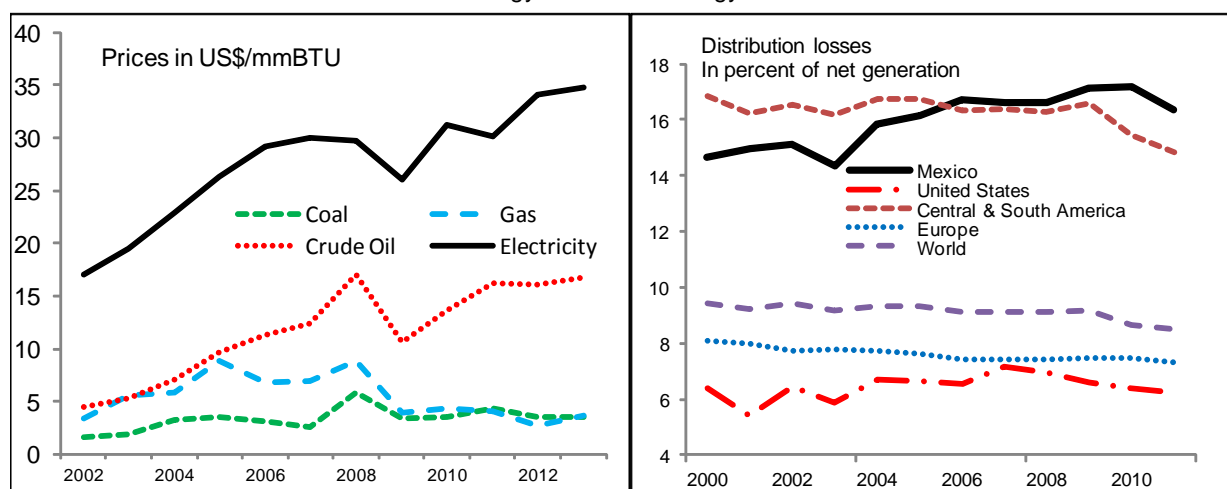 Prices in US$/mmBTU
40
35
30
25
20
15
10
5
0
Coal
Gas
Crude Oil
Electricity
2002
2004
2006
2008
2010
2012
Distribution losses
In percent of net generation
18
16
14
12
10
8
6
4
Mexico
United States
Central & South America
Europe
World
2000
2002
2004
2006
2008
2010